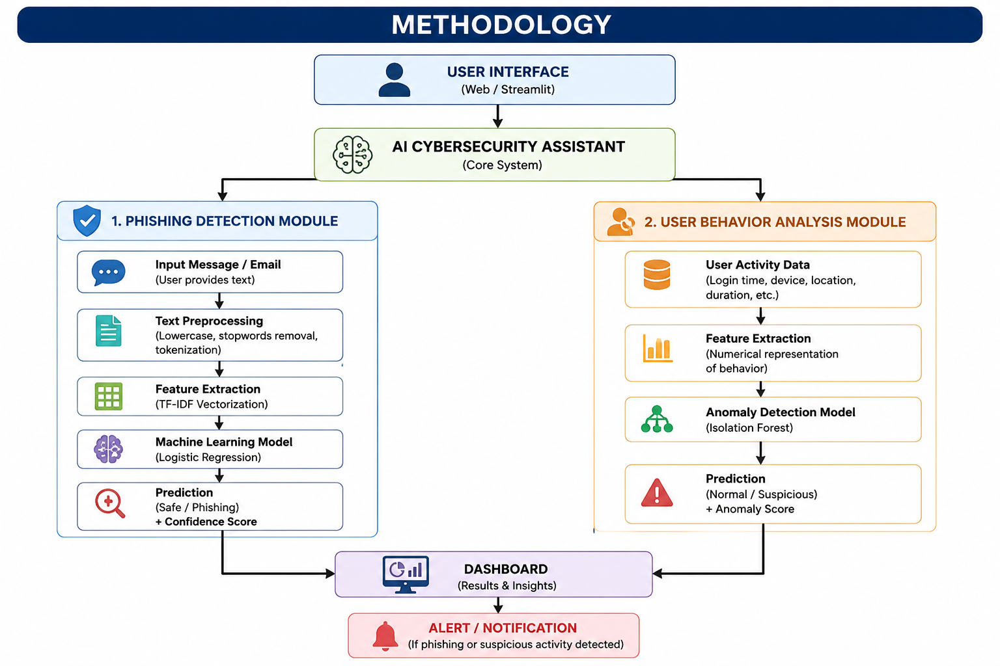 METHODOLOGY
USER INTERFACE
(Web / Streamlit)
AI CYBERSECURITY ASSISTANT
(Core System)
1. PHISHING DETECTION MODULE
Input Message / Email
(User provides text)
Text Preprocessing
(Lowercase, stopwords removal,
tokenization)
Feature Extraction
(TF-IDF Vectorization)
Machine Learning Model
(Logistic Regression)
Prediction
(Safe / Phishing)
+ Confidence Score
2. USER BEHAVIOR ANALYSIS MODULE
User Activity Data
(Login time, device, location,
duration, etc.)
Feature Extraction
(Numerical representation
of behavior)
Anomaly Detection Model
(Isolation Forest)
Prediction
(Normal / Suspicious)
+ Anomaly Score
DASHBOARD
(Results & Insights)
ALERT / NOTIFICATION
(If phishing or suspicious activity detected)